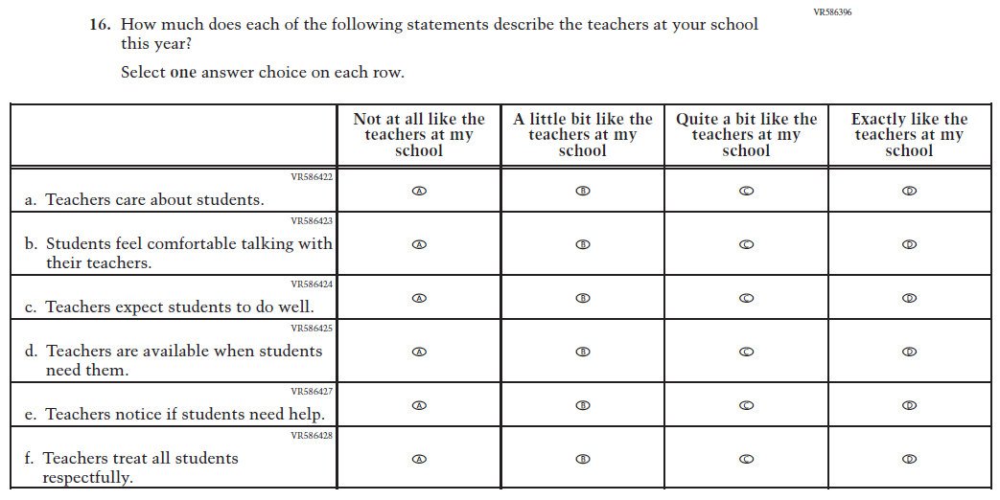 VR586396
16. How much does each of the following statements describe the teachers at your school
this year?
Select one answer choice on each row.
Not at all like the
teachers at my
school
A little bit like the
teachers at my
school
Quite a bit like the
teachers at my
school
Exactly like the
teachers at my
school
VR586422
a. Teachers care about students.
A B C D
VR586423
b. Students feel comfortable talking with
their teachers.
A B C D
VR586424
c. Teachers expect students to do well.
A B C D
VR586425
d. Teachers are available when students
need them.
A B C D
VR586427
e. Teachers notice if students need help.
A B C D
VR586428
f. Teachers treat all students
respectfully.
A B C D